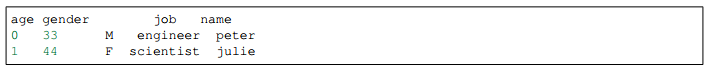 age gender job name
0 33 M engineer peter
1 44 F scientist julie